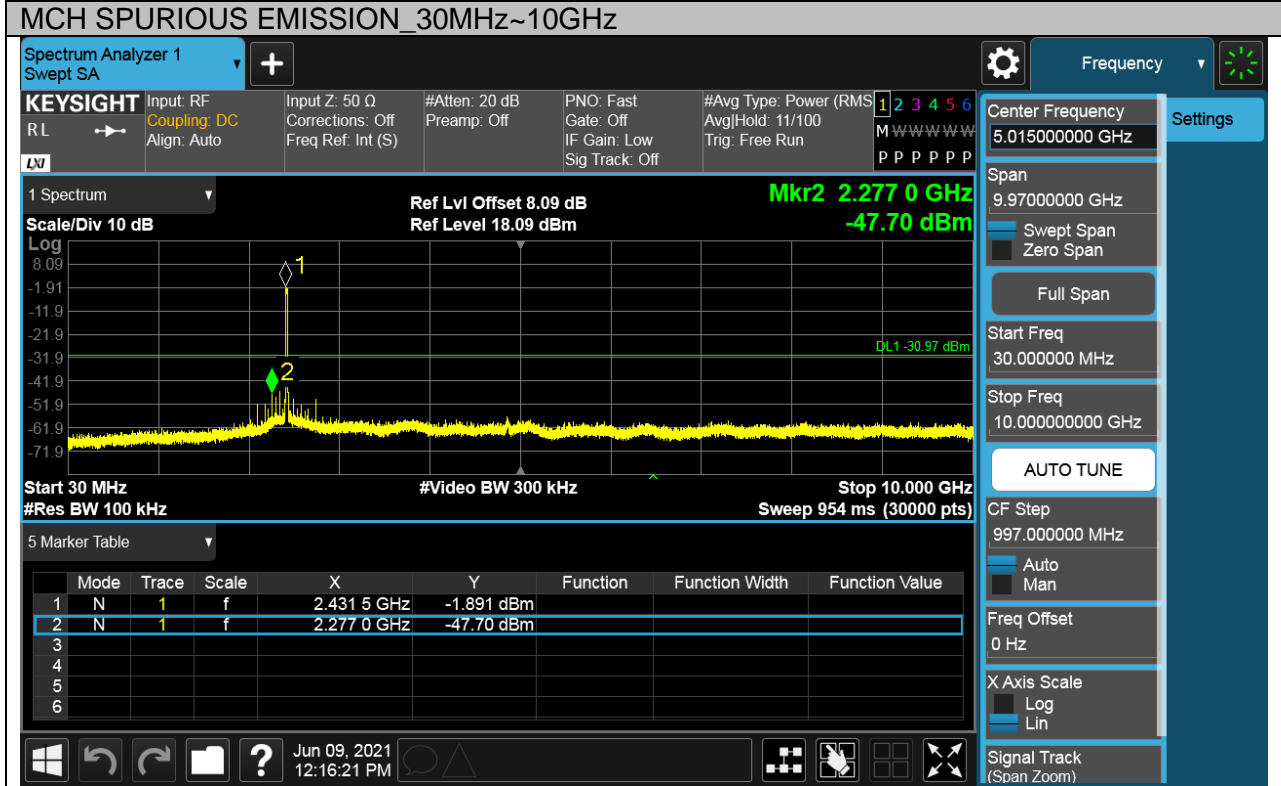 MCH SPURIOUS EMISSION_30MHz~10GHz
Spectrum Analyzer 1
Swept SA
+
Frequency
KEYSIGHT
R L
LXI
Input: RF
Coupling: DC
Align: Auto
Input Z: 50 Ω
Corrections: Off
Freq Ref: Int (S)
#Atten: 20 dB
Preamp: Off
PNO: Fast
Gate: Off
IF Gain: Low
Sig Track: Off
#Avg Type: Power (RMS
Avg|Hold: 11/100
Trig: Free Run
1 2 3 4 5 6
M W W W W W
P P P P P P
1 Spectrum
Scale/Div 10 dB
Ref Lvl Offset 8.09 dB
Ref Level 18.09 dBm
Mkr2 2.277 0 GHz
-47.70 dBm
Log
8.09
-1.91
-11.9
-21.9
-31.9
-41.9
-51.9
-61.9
-71.9
1
2
DL1 -30.97 dBm
Start 30 MHz
#Video BW 300 kHz
Stop 10.000 GHz
#Res BW 100 kHz
Sweep 954 ms (30000 pts)
5 Marker Table
Mode Trace Scale X Y Function Function Width Function Value
1 N 1 f 2.431 5 GHz -1.891 dBm
2 N 1 f 2.277 0 GHz -47.70 dBm
3
4
5
6
?
Jun 09, 2021
12:16:21 PM
Center Frequency
5.015000000 GHz
Settings
Span
9.97000000 GHz
Swept Span
Zero Span
Full Span
Start Freq
30.000000 MHz
Stop Freq
10.000000000 GHz
AUTO TUNE
CF Step
997.000000 MHz
Auto
Man
Freq Offset
0 Hz
X Axis Scale
Log
Lin
Signal Track
(Span Zoom)